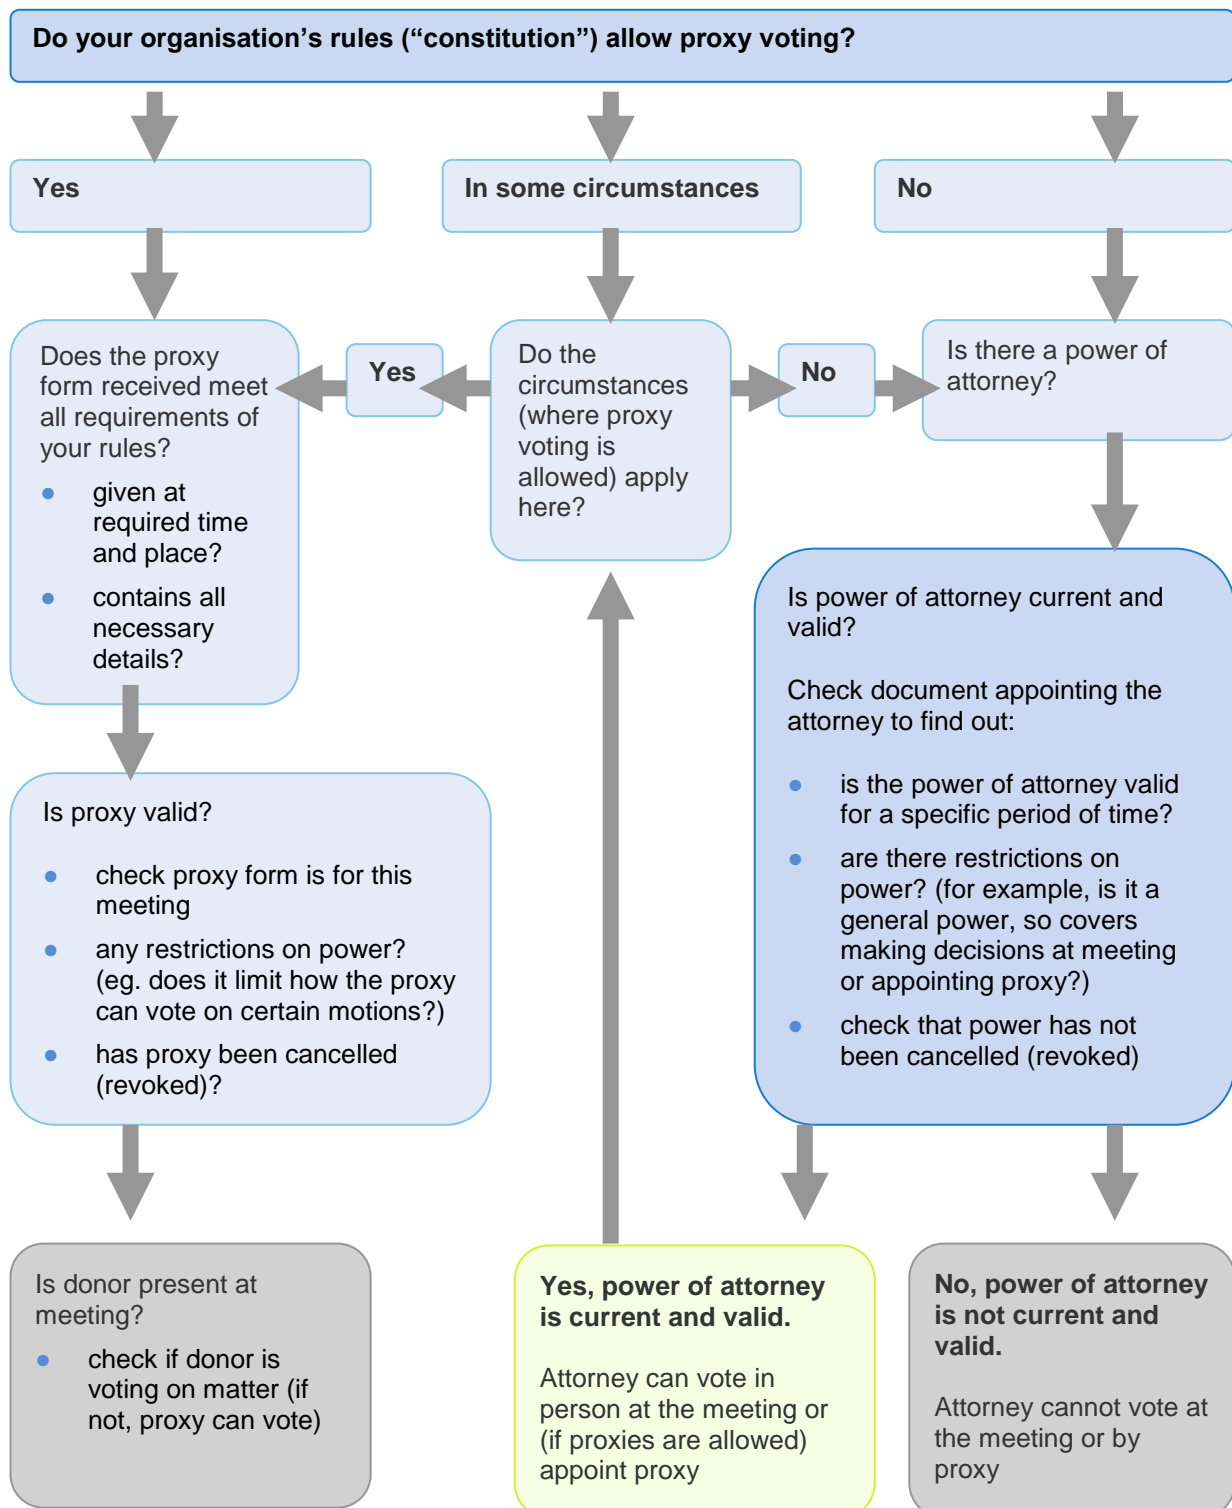 Do your organisation’s rules (“constitution”) allow proxy voting?
Yes
In some circumstances
No
Does the proxy
form received meet
all requirements of
your rules?
● given at
required time
and place?
● contains all
necessary
details?
Yes
Do the
circumstances
(where proxy
voting is
allowed) apply
here?
No
Is there a power of
attorney?
Is proxy valid?
● check proxy form is for this
meeting
● any restrictions on power?
(eg. does it limit how the proxy
can vote on certain motions?)
● has proxy been cancelled
(revoked)?
Is power of attorney current and
valid?
Check document appointing the
attorney to find out:
● is the power of attorney valid
for a specific period of time?
● are there restrictions on
power? (for example, is it a
general power, so covers
making decisions at meeting
or appointing proxy?)
● check that power has not
been cancelled (revoked)
Is donor present at
meeting?
● check if donor is
voting on matter (if
not, proxy can vote)
Yes, power of attorney
is current and valid.
Attorney can vote in
person at the meeting or
(if proxies are allowed)
appoint proxy
No, power of attorney
is not current and
valid.
Attorney cannot vote at
the meeting or by
proxy